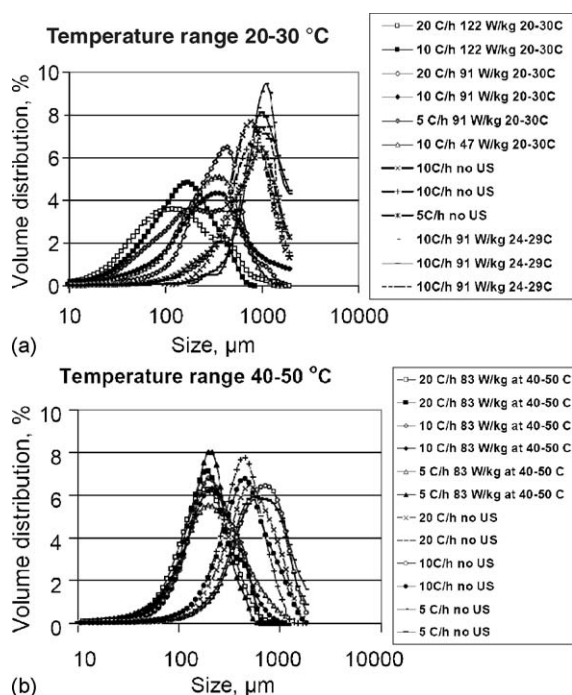 Temperature range 20-30 °C
Volume distribution, %
10
8
6
4
2
0
10 100 1000 10000
Size, µm
(a)
20 C/h 122 W/kg 20-30C
10 C/h 122 W/kg 20-30C
20 C/h 91 W/kg 20-30C
10 C/h 91 W/kg 20-30C
5 C/h 91 W/kg 20-30C
10 C/h 47 W/kg 20-30C
10C/h no US
10C/h no US
5C/h no US
10C/h 91 W/kg 24-29C
10C/h 91 W/kg 24-29C
10C/h 91 W/kg 24-29C
Temperature range 40-50 °C
Volume distribution, %
10
8
6
4
2
0
10 100 1000 10000
Size, µm
(b)
20 C/h 83 W/kg at 40-50 C
20 C/h 83 W/kg at 40-50 C
10 C/h 83 W/kg at 40-50 C
10 C/h 83 W/kg at 40-50 C
5 C/h 83 W/kg at 40-50 C
5 C/h 83 W/kg at 40-50 C
20 C/h no US
20 C/h no US
10C/h no US
10C/h no US
5 C/h no US
5 C/h no US